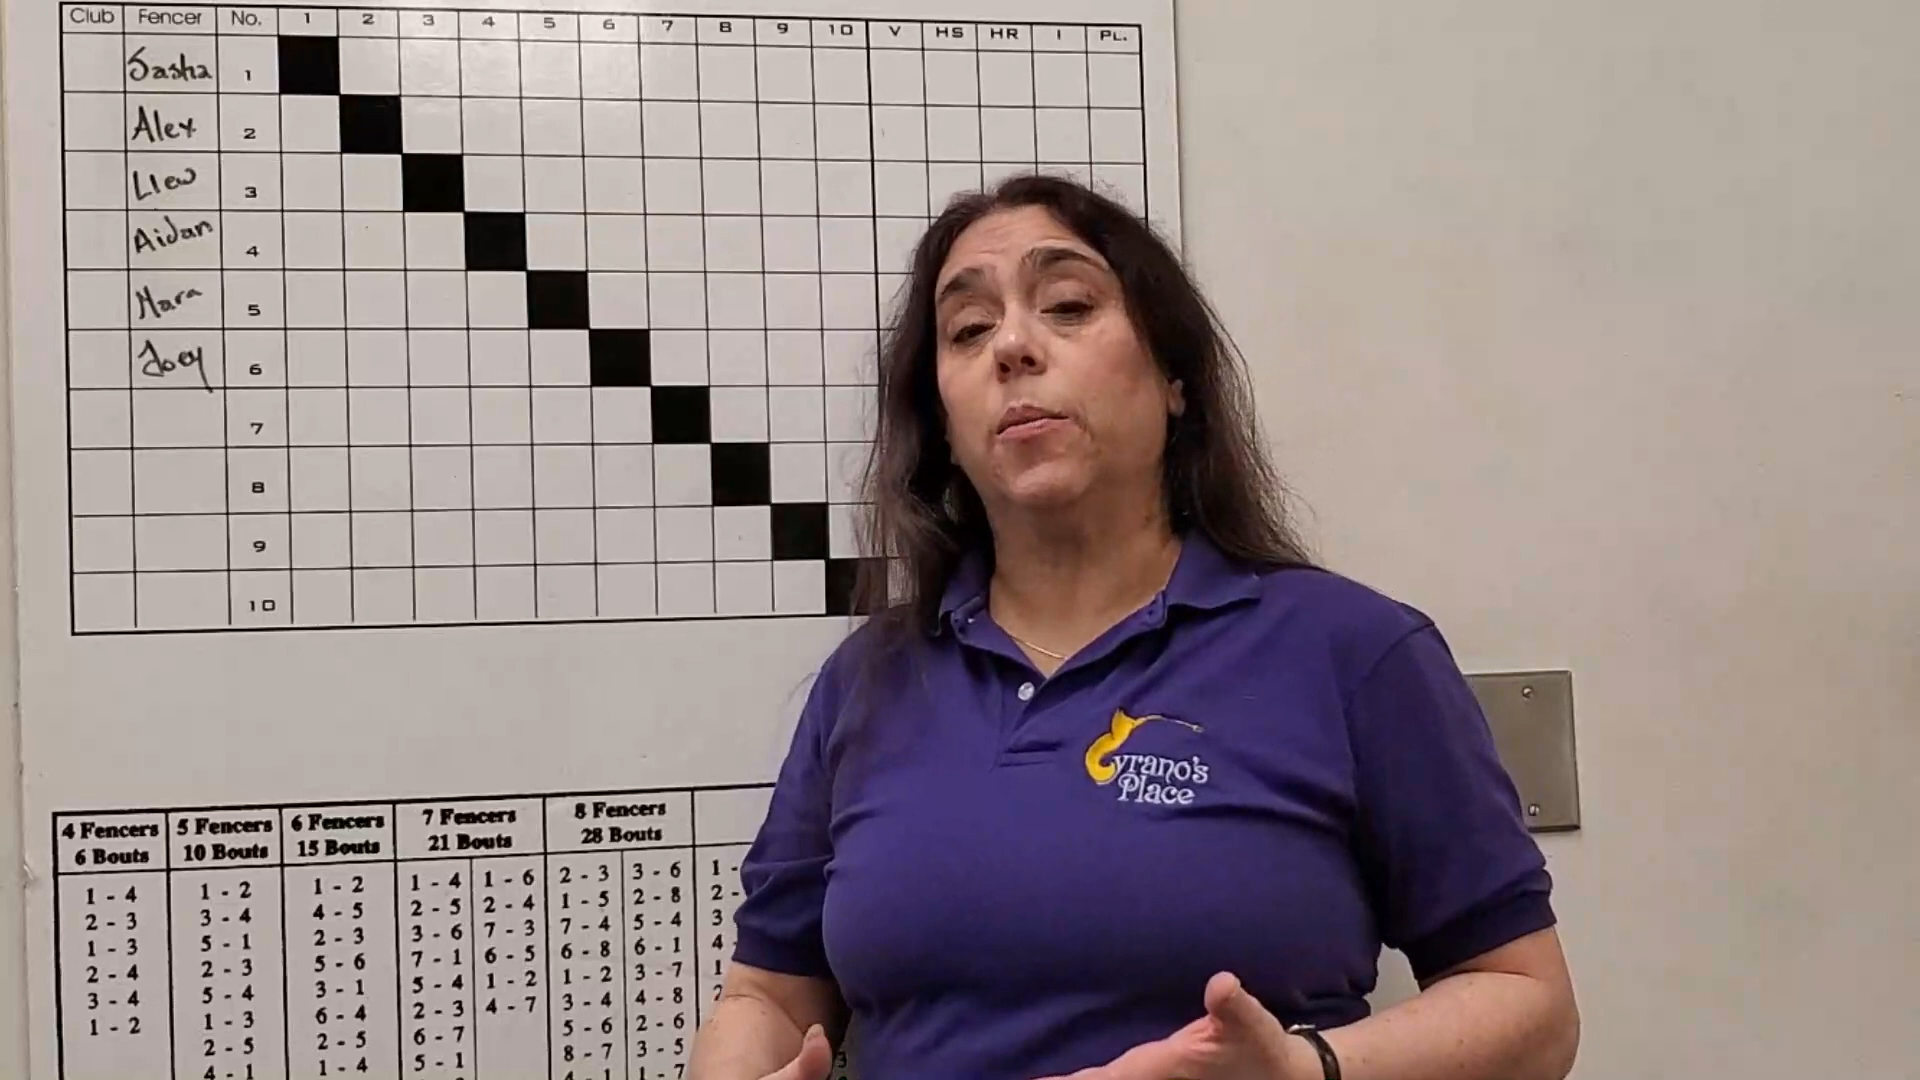 Club Fencer No. 1 2 3 4 5 6 7 8 9 10 V HS HR I PL.
Sasha 1
Alex 2
Llew 3
Aidan 4
Mara 5
Joey 6
7
8
9
10
Cyrano's
Place
4 Fencers 5 Fencers 6 Fencers 7 Fencers 8 Fencers
6 Bouts 10 Bouts 15 Bouts 21 Bouts 28 Bouts
1 - 4 1 - 2 1 - 2 1 - 4 1 - 6 2 - 3 3 - 6 1 -
2 - 3 3 - 4 4 - 5 2 - 5 2 - 4 1 - 5 2 - 8 2 -
1 - 3 5 - 1 2 - 3 3 - 6 7 - 3 7 - 4 5 - 4 3
2 - 4 2 - 3 5 - 6 7 - 1 6 - 5 6 - 8 6 - 1 4
3 - 4 5 - 4 3 - 1 5 - 4 1 - 2 1 - 2 3 - 7 1
1 - 2 1 - 3 6 - 4 2 - 3 4 - 7 3 - 4 4 - 8 2
2 - 5 2 - 5 6 - 7 5 - 6 2 - 6
4 - 1 1 - 4 5 - 1 8 - 7 3 - 5
4 - 1 1 - 7